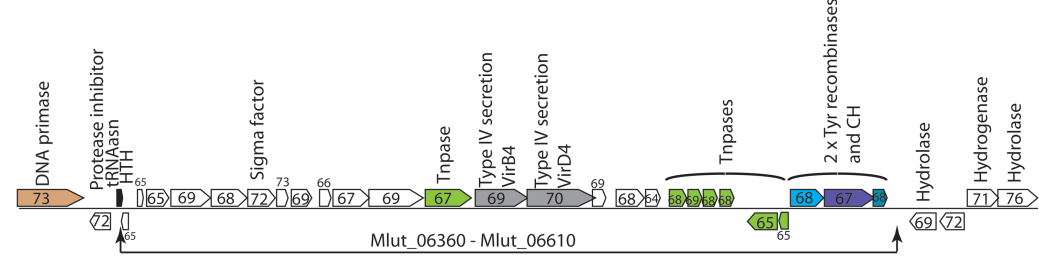 DNA primase
Protease inhibitor
tRNAasn
HTH
Sigma factor
Tnpase
Type IV secretion
VirB4
Type IV secretion
VirD4
Tnpases
2 x Tyr recombinases
and CH
Hydrolase
Hydrogenase
Hydrolase
73 65 65 69 68 72 73 69 66 67 69 67 69 70 69 68 64 68 69 68 68 68 67 68 71 76
72 65 65 65 69 72
Mlut_06360 - Mlut_06610